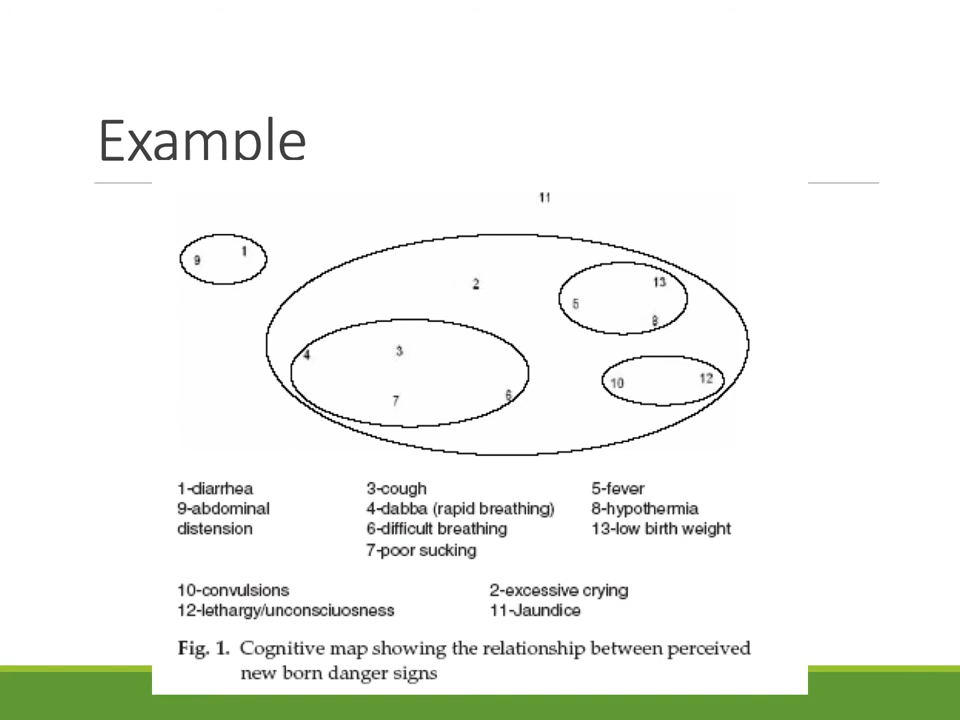 Example
11
9 1
2
13
5
8
4 3
10 12
7 6
1-diarrhea 3-cough 5-fever
9-abdominal 4-dabba (rapid breathing) 8-hypothermia
distension 6-difficult breathing 13-low birth weight
7-poor sucking
10-convulsions 2-excessive crying
12-lethargy/unconsciuosness 11-Jaundice
Fig. 1. Cognitive map showing the relationship between perceived
new born danger signs